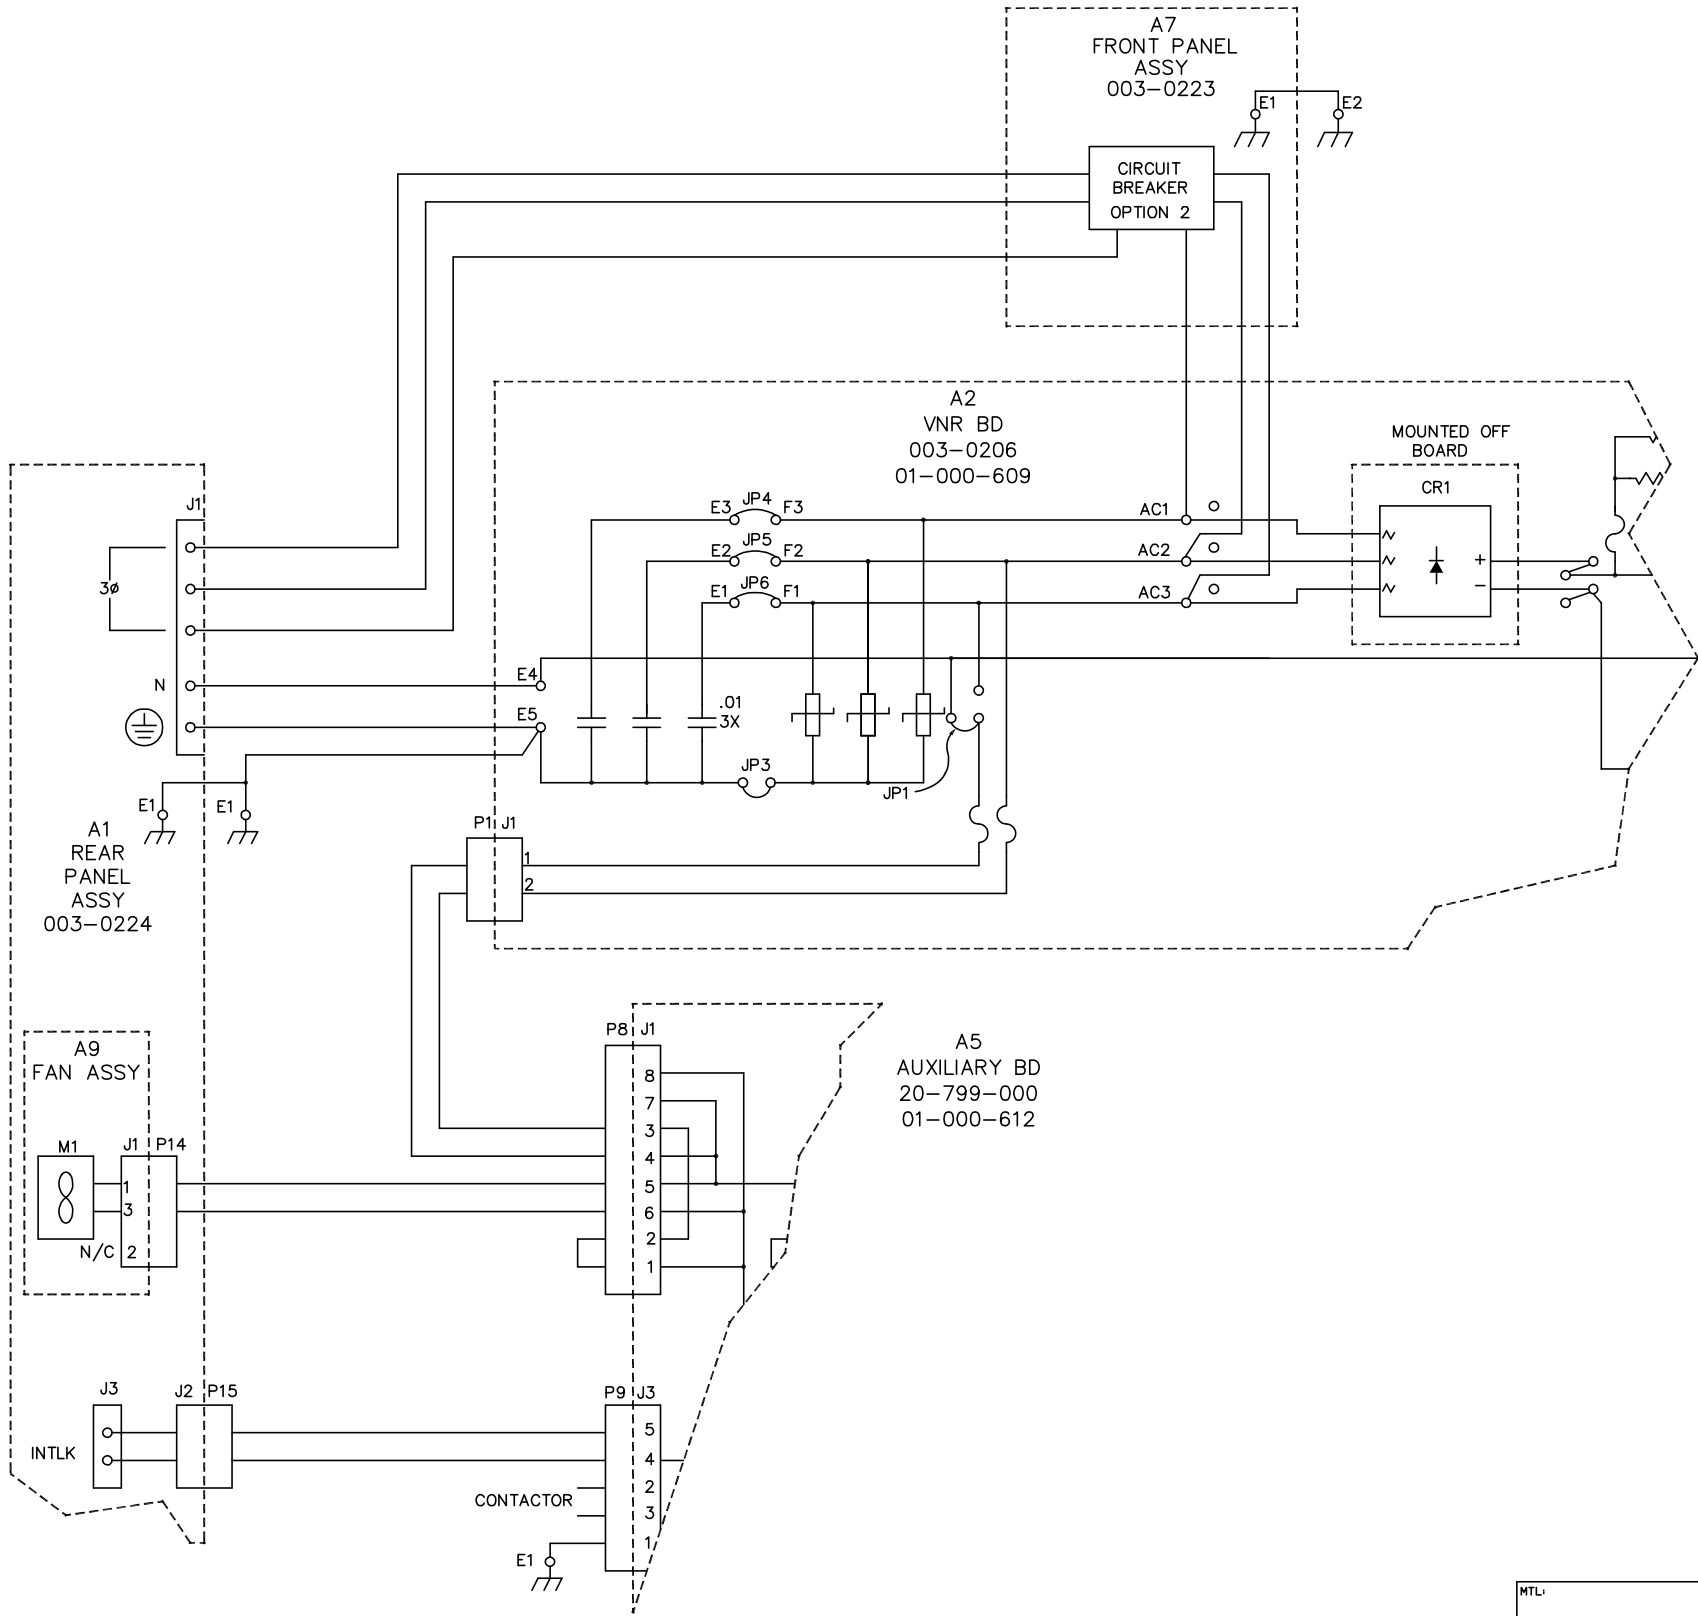 A7
FRONT PANEL
ASSY
003-0223
E1
E2
CIRCUIT
BREAKER
OPTION 2
A2
VNR BD
003-0206
01-000-609
MOUNTED OFF
BOARD
CR1
J1
3ø
N
E3
JP4
F3
E2
JP5
F2
E1
JP6
F1
AC1
AC2
AC3
+
−
E4
E5
.01
3X
JP3
JP1
E1
E1
A1
REAR
PANEL
ASSY
003-0224
P1
J1
1
2
A9
FAN ASSY
M1
J1
P14
1
3
N/C
2
P8
J1
8
7
3
4
5
6
2
1
A5
AUXILIARY BD
20-799-000
01-000-612
J3
J2
P15
INTLK
P9
J3
5
4
2
3
1
CONTACTOR
E1
MTL: